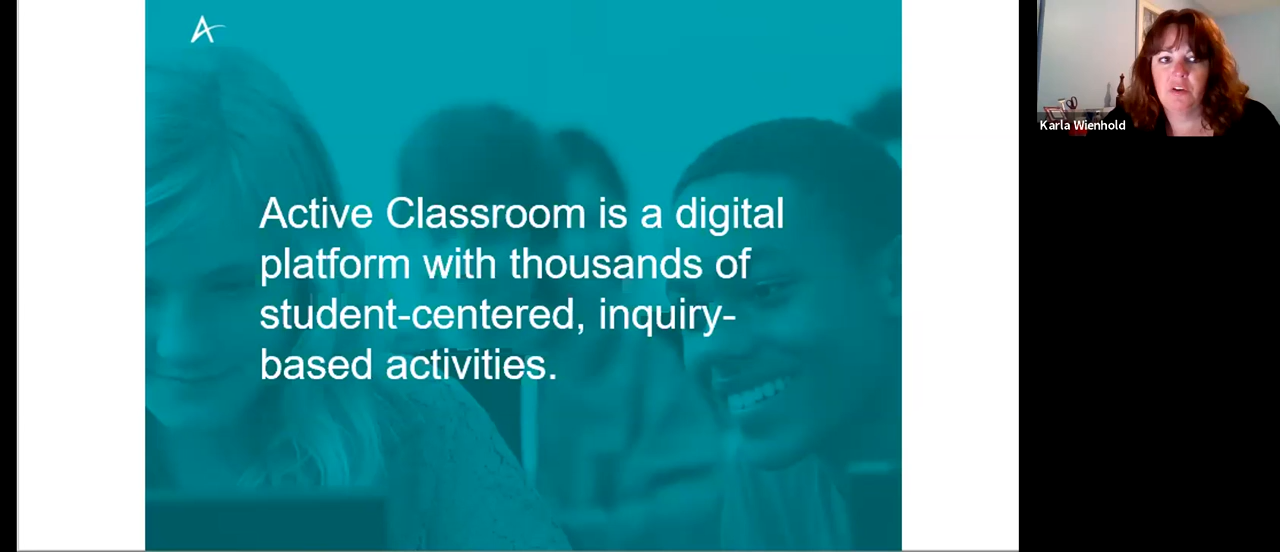 Active Classroom is a digital
platform with thousands of
student-centered, inquiry-
based activities.
Karla Wienhold